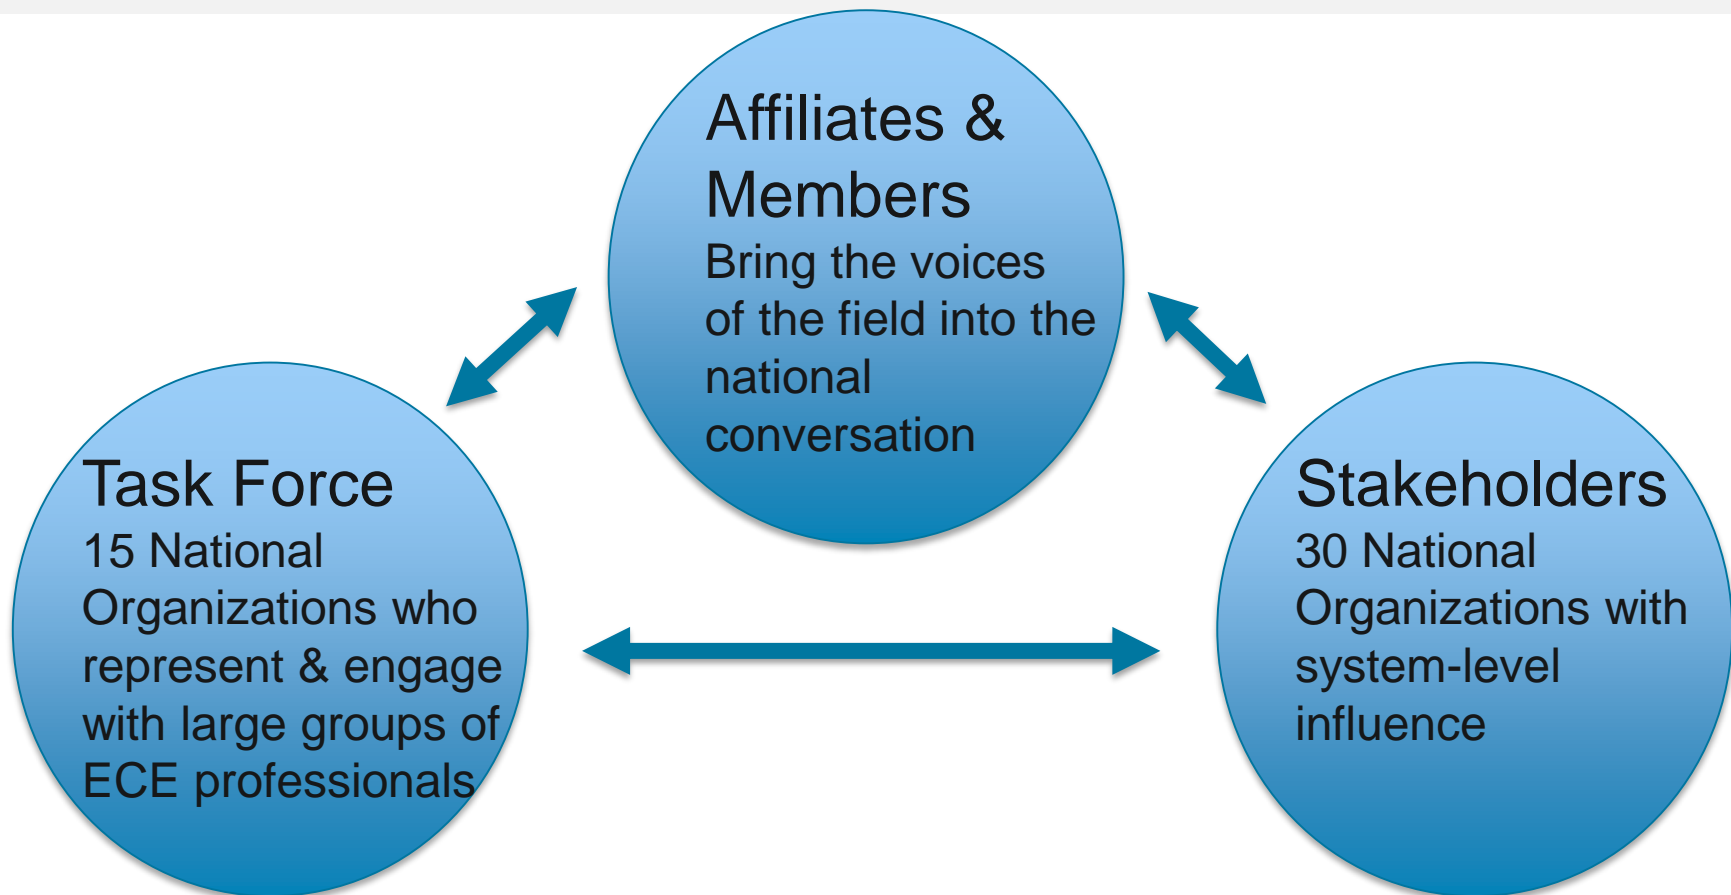 Affiliates &
Members
Bring the voices
of the field into the
national
conversation
Task Force
15 National
Organizations who
represent & engage
with large groups of
ECE professionals
Stakeholders
30 National
Organizations with
system-level
influence